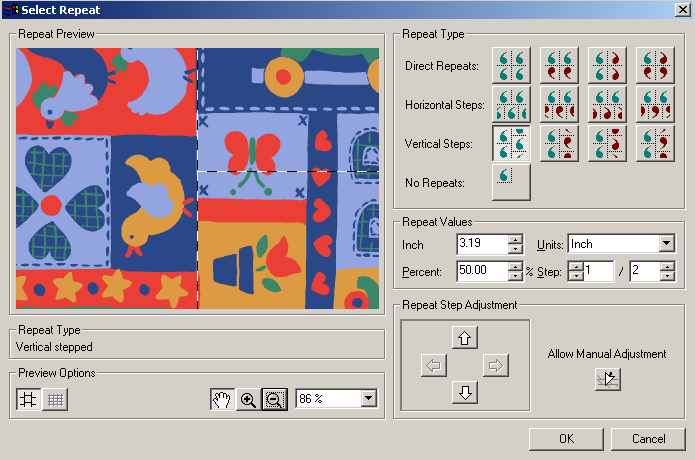 Select Repeat
Repeat Preview
Repeat Type
Vertical stepped
Preview Options
86 %
Repeat Type
Direct Repeats:
Horizontal Steps:
Vertical Steps:
No Repeats:
Repeat Values
Inch 3.19 Units: Inch
Percent: 50.00 % Step: 1 / 2
Repeat Step Adjustment
Allow Manual Adjustment
OK Cancel